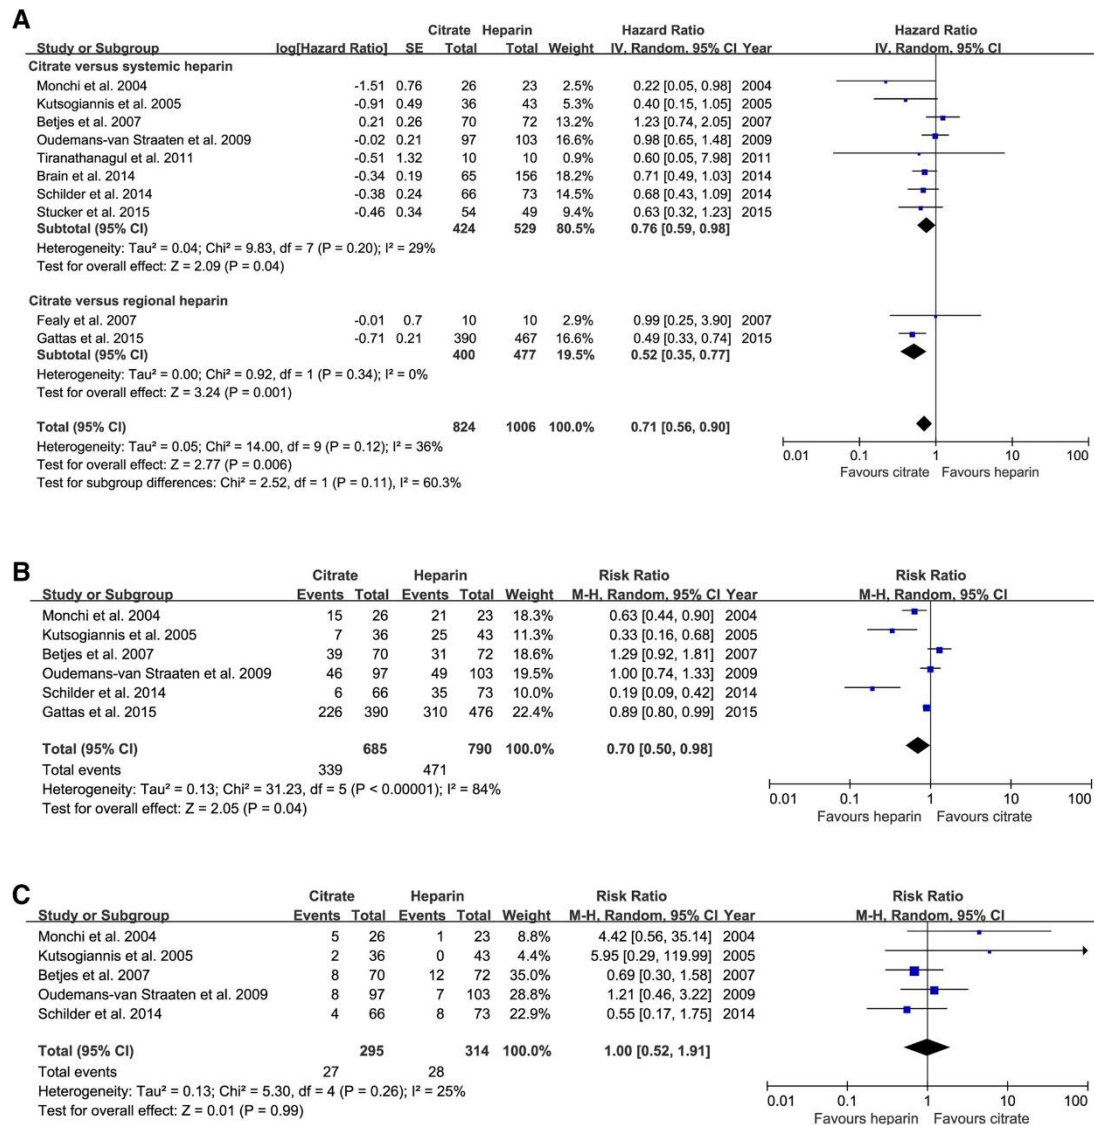 A
Citrate Heparin Hazard Ratio Hazard Ratio
Study or Subgroup log[Hazard Ratio] SE Total Total Weight IV, Random, 95% CI Year IV, Random, 95% CI
Citrate versus systemic heparin
Monchi et al. 2004 -1.51 0.76 26 23 2.5% 0.22 [0.05, 0.98] 2004
Kutsogiannis et al. 2005 -0.91 0.49 36 43 5.3% 0.40 [0.15, 1.05] 2005
Betjes et al. 2007 0.21 0.26 70 72 13.2% 1.23 [0.74, 2.05] 2007
Oudemans-van Straaten et al. 2009 -0.02 0.21 97 103 16.6% 0.98 [0.65, 1.48] 2009
Tiranathanagul et al. 2011 -0.51 1.32 10 10 0.9% 0.60 [0.05, 7.98] 2011
Brain et al. 2014 -0.34 0.19 65 156 18.2% 0.71 [0.49, 1.03] 2014
Schilder et al. 2014 -0.38 0.24 66 73 14.5% 0.68 [0.43, 1.09] 2014
Stucker et al. 2015 -0.46 0.34 54 49 9.4% 0.63 [0.32, 1.23] 2015
Subtotal (95% CI) 424 529 80.5% 0.76 [0.59, 0.98]
Heterogeneity: Tau² = 0.04; Chi² = 9.83, df = 7 (P = 0.20); I² = 29%
Test for overall effect: Z = 2.09 (P = 0.04)
Citrate versus regional heparin
Fealy et al. 2007 -0.01 0.7 10 10 2.9% 0.99 [0.25, 3.90] 2007
Gattas et al. 2015 -0.71 0.21 390 467 16.6% 0.49 [0.33, 0.74] 2015
Subtotal (95% CI) 400 477 19.5% 0.52 [0.35, 0.77]
Heterogeneity: Tau² = 0.00; Chi² = 0.92, df = 1 (P = 0.34); I² = 0%
Test for overall effect: Z = 3.24 (P = 0.001)
Total (95% CI) 824 1006 100.0% 0.71 [0.56, 0.90]
Heterogeneity: Tau² = 0.05; Chi² = 14.00, df = 9 (P = 0.12); I² = 36%
Test for overall effect: Z = 2.77 (P = 0.006)
Test for subgroup differences: Chi² = 2.52, df = 1 (P = 0.11), I² = 60.3%
0.01 0.1 1 10 100
Favours citrate Favours heparin
B
Citrate Heparin Risk Ratio Risk Ratio
Study or Subgroup Events Total Events Total Weight M-H, Random, 95% CI Year M-H, Random, 95% CI
Monchi et al. 2004 15 26 21 23 18.3% 0.63 [0.44, 0.90] 2004
Kutsogiannis et al. 2005 7 36 25 43 11.3% 0.33 [0.16, 0.68] 2005
Betjes et al. 2007 39 70 31 72 18.6% 1.29 [0.92, 1.81] 2007
Oudemans-van Straaten et al. 2009 46 97 49 103 19.5% 1.00 [0.74, 1.33] 2009
Schilder et al. 2014 6 66 35 73 10.0% 0.19 [0.09, 0.42] 2014
Gattas et al. 2015 226 390 310 476 22.4% 0.89 [0.80, 0.99] 2015
Total (95% CI) 685 790 100.0% 0.70 [0.50, 0.98]
Total events 339 471
Heterogeneity: Tau² = 0.13; Chi² = 31.23, df = 5 (P < 0.00001); I² = 84%
Test for overall effect: Z = 2.05 (P = 0.04)
0.01 0.1 1 10 100
Favours heparin Favours citrate
C
Citrate Heparin Risk Ratio Risk Ratio
Study or Subgroup Events Total Events Total Weight M-H, Random, 95% CI Year M-H, Random, 95% CI
Monchi et al. 2004 5 26 1 23 8.8% 4.42 [0.56, 35.14] 2004
Kutsogiannis et al. 2005 2 36 0 43 4.4% 5.95 [0.29, 119.99] 2005
Betjes et al. 2007 8 70 12 72 35.0% 0.69 [0.30, 1.58] 2007
Oudemans-van Straaten et al. 2009 8 97 7 103 28.8% 1.21 [0.46, 3.22] 2009
Schilder et al. 2014 4 66 8 73 22.9% 0.55 [0.17, 1.75] 2014
Total (95% CI) 295 314 100.0% 1.00 [0.52, 1.91]
Total events 27 28
Heterogeneity: Tau² = 0.13; Chi² = 5.30, df = 4 (P = 0.26); I² = 25%
Test for overall effect: Z = 0.01 (P = 0.99)
0.01 0.1 1 10 100
Favours heparin Favours citrate